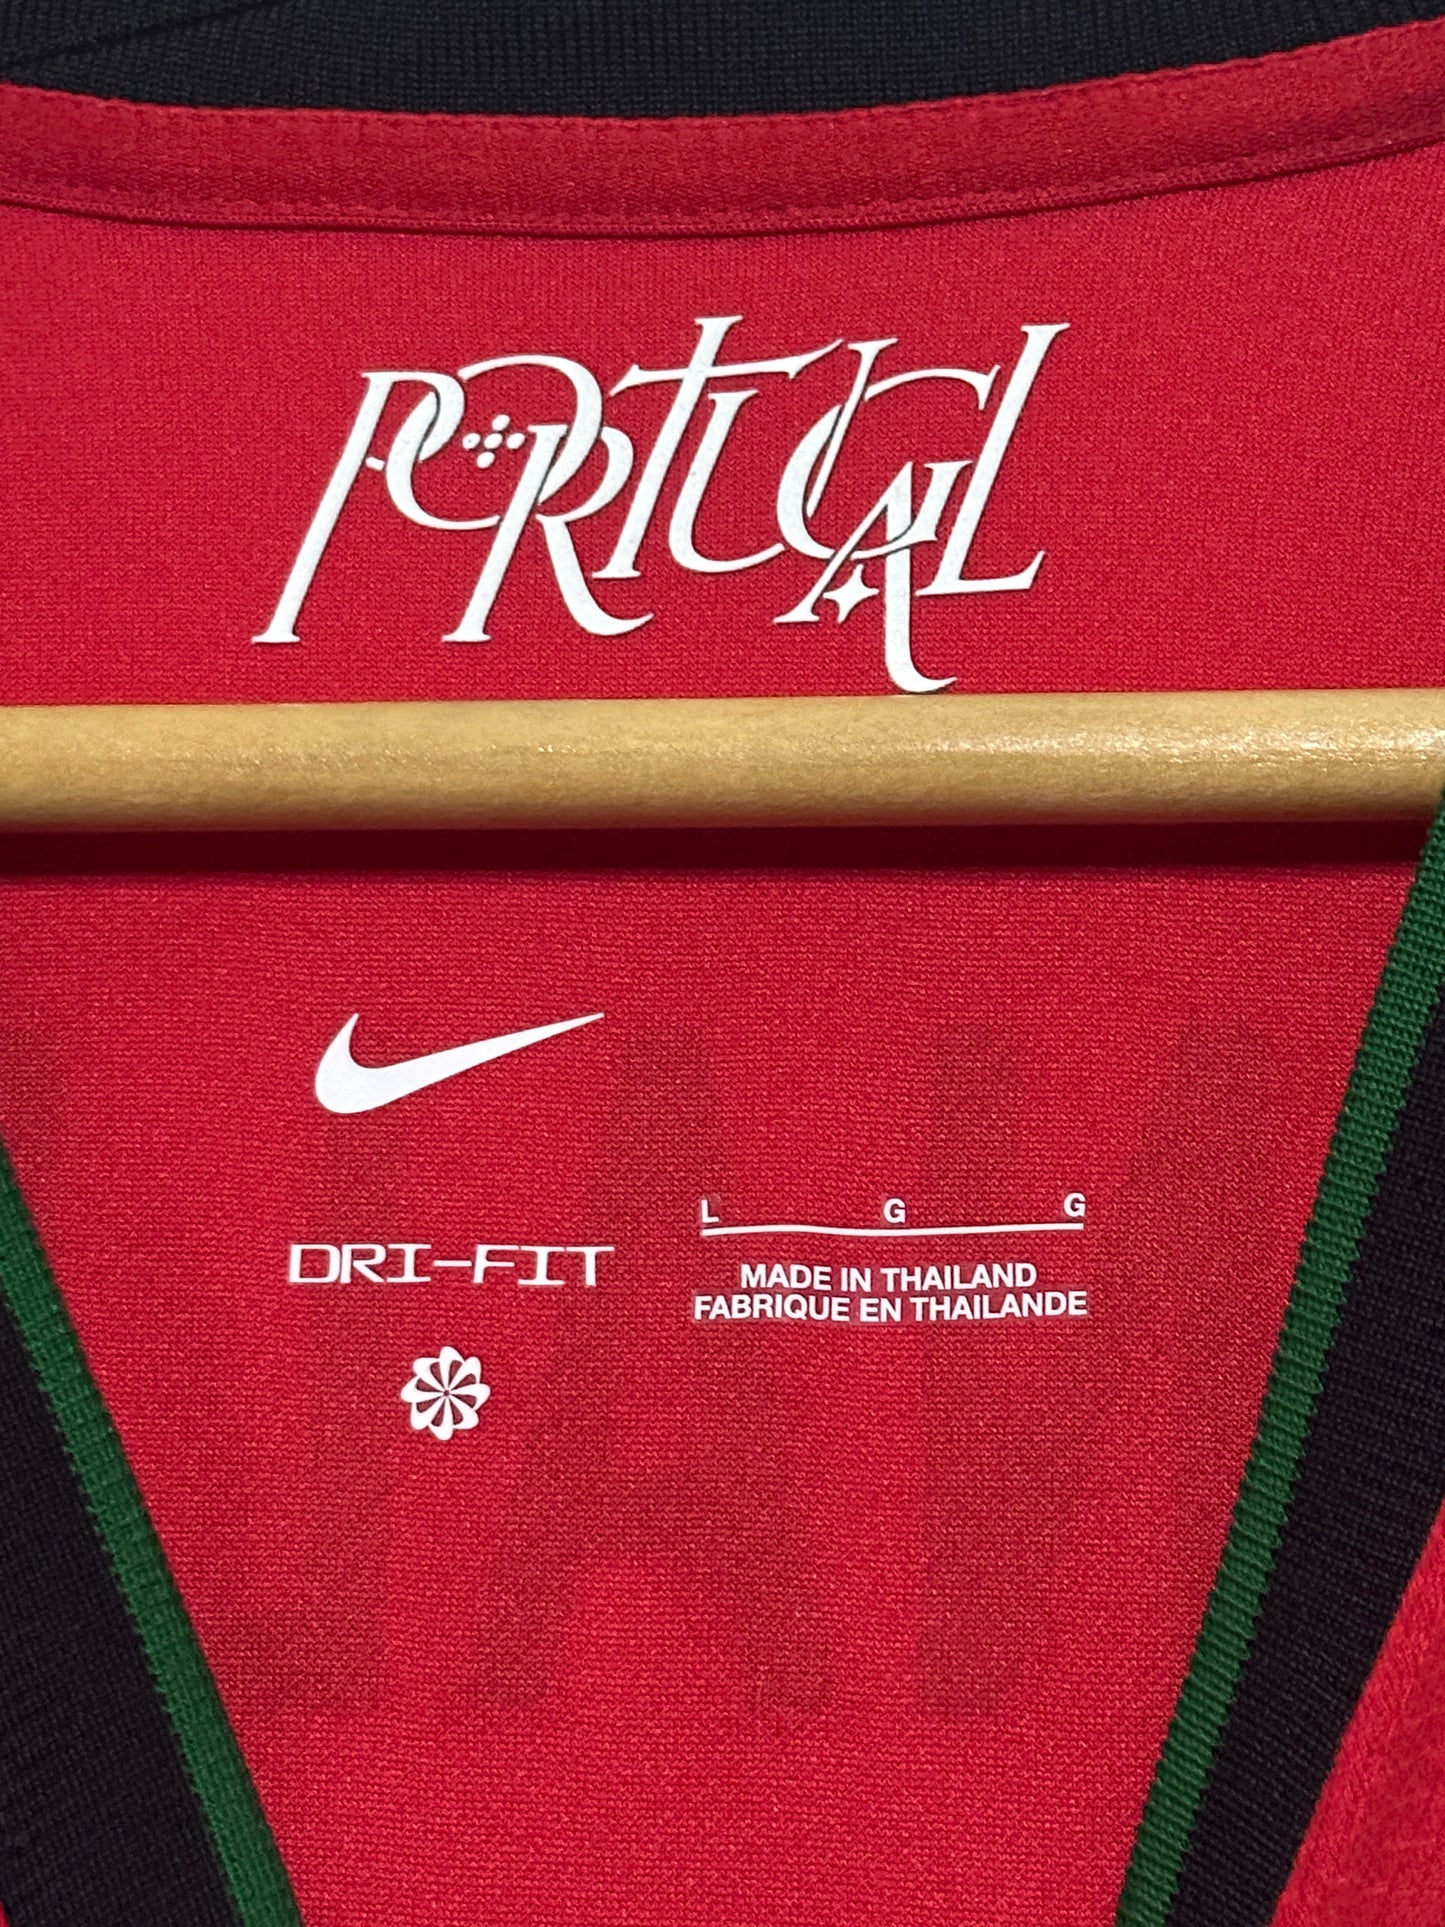 PORTUGAL
DRI-FIT
L G G
MADE IN THAILAND
FABRIQUE EN THAILANDE